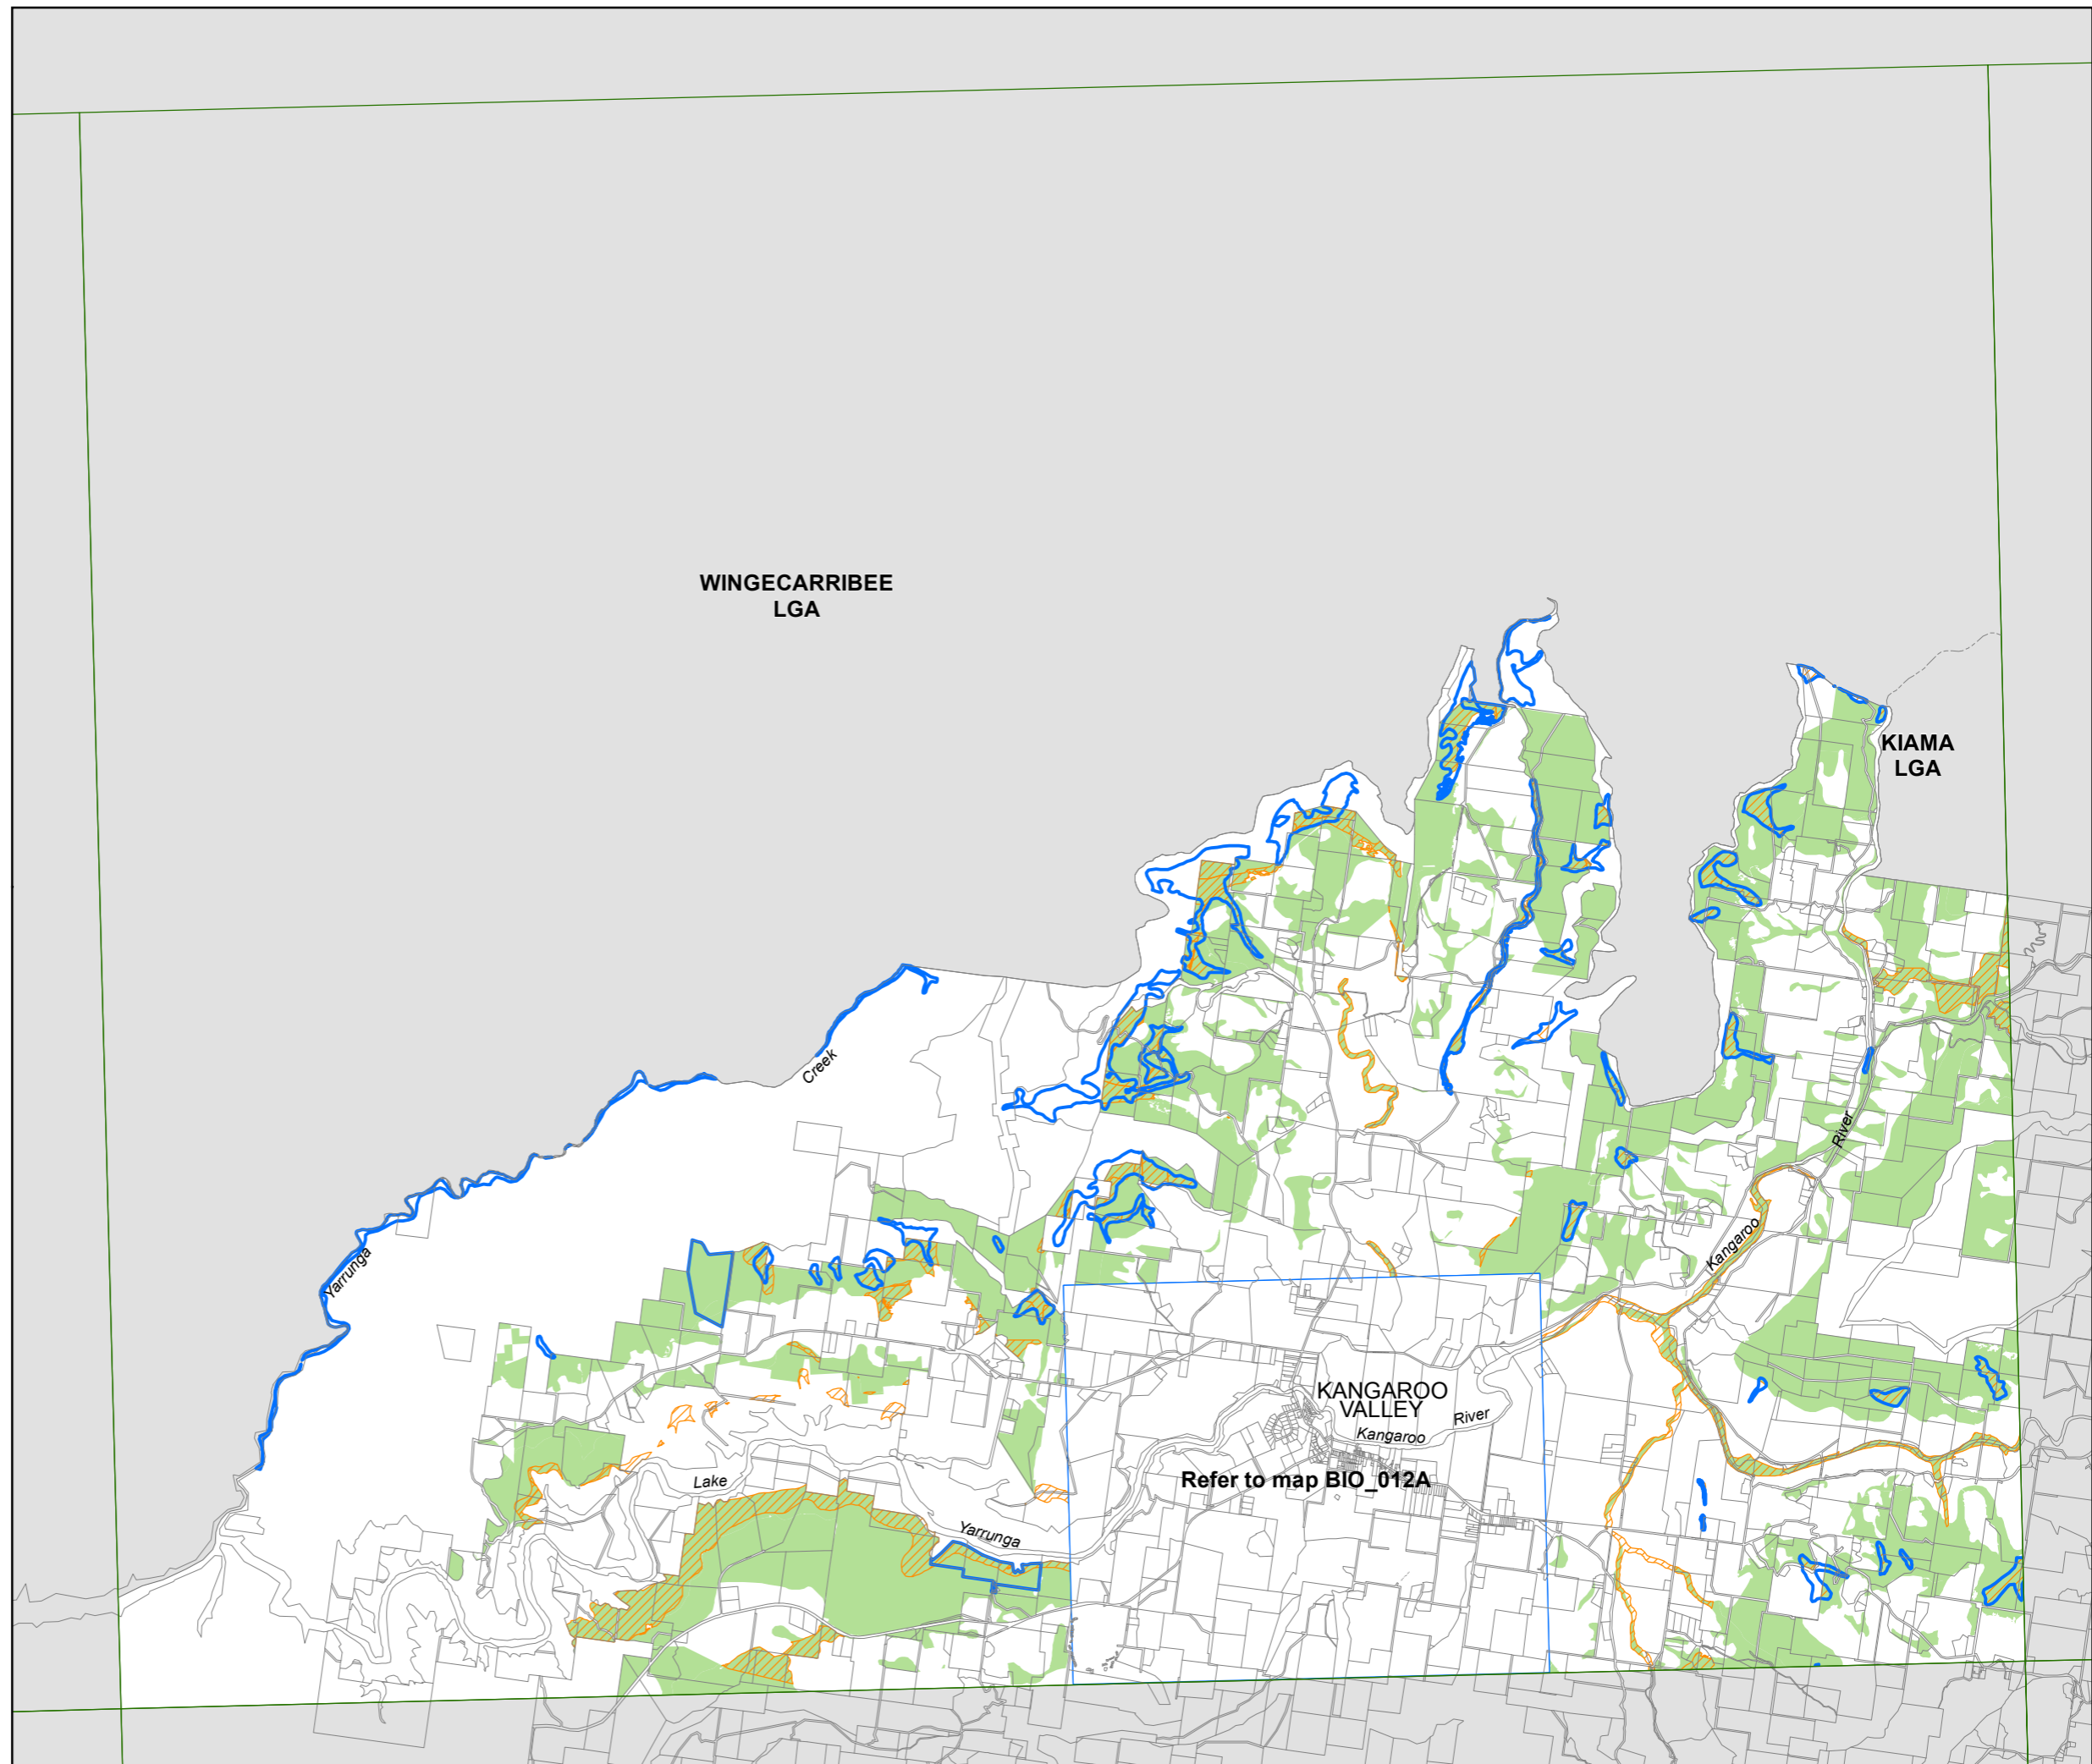 WINGECARRIBEE
LGA
KIAMA
LGA
Creek
River
Yarrunga
Kangaroo
KANGAROO
VALLEY
River
Kangaroo
Refer to map BIO_012A
Lake
Yarrunga